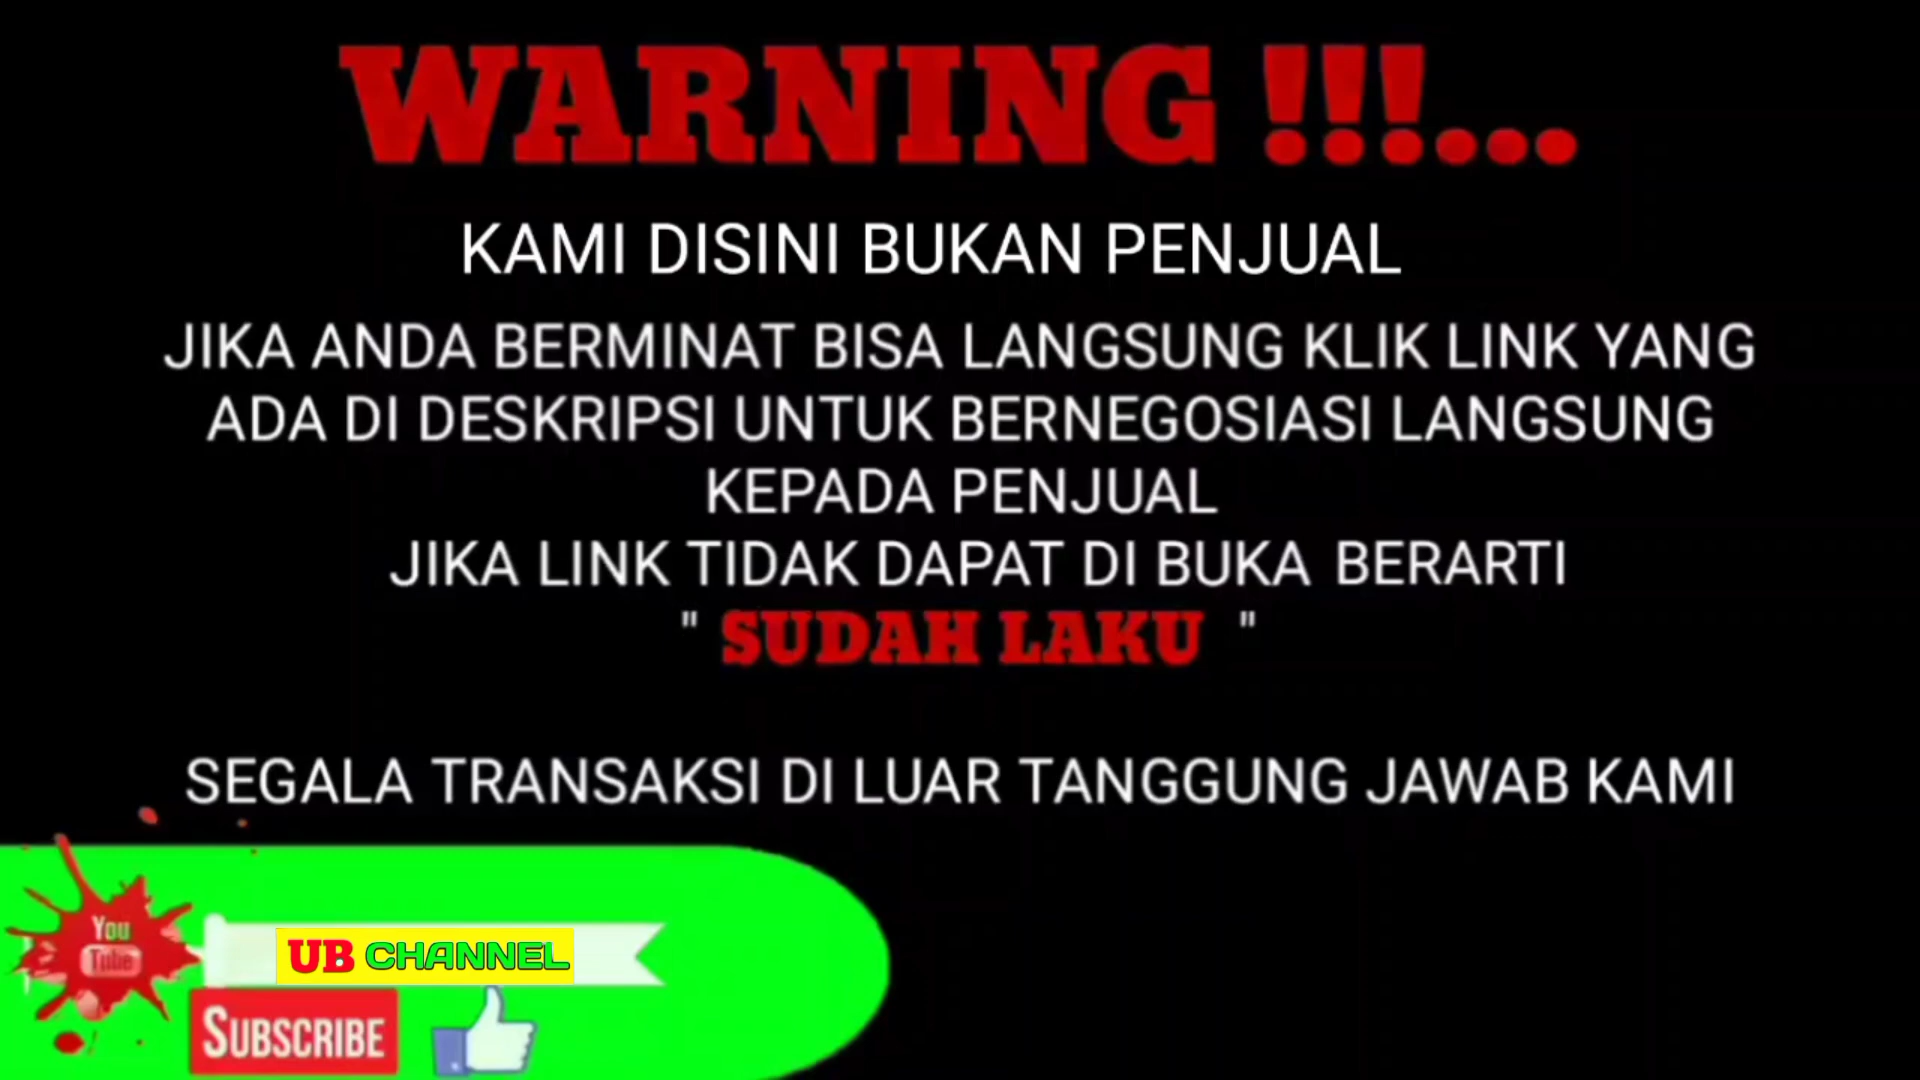 WARNING !!!...
KAMI DISINI BUKAN PENJUAL
JIKA ANDA BERMINAT BISA LANGSUNG KLIK LINK YANG
ADA DI DESKRIPSI UNTUK BERNEGOSIASI LANGSUNG
KEPADA PENJUAL
JIKA LINK TIDAK DAPAT DI BUKA BERARTI
" SUDAH LAKU "
SEGALA TRANSAKSI DI LUAR TANGGUNG JAWAB KAMI
You
Tube
UB CHANNEL
SUBSCRIBE